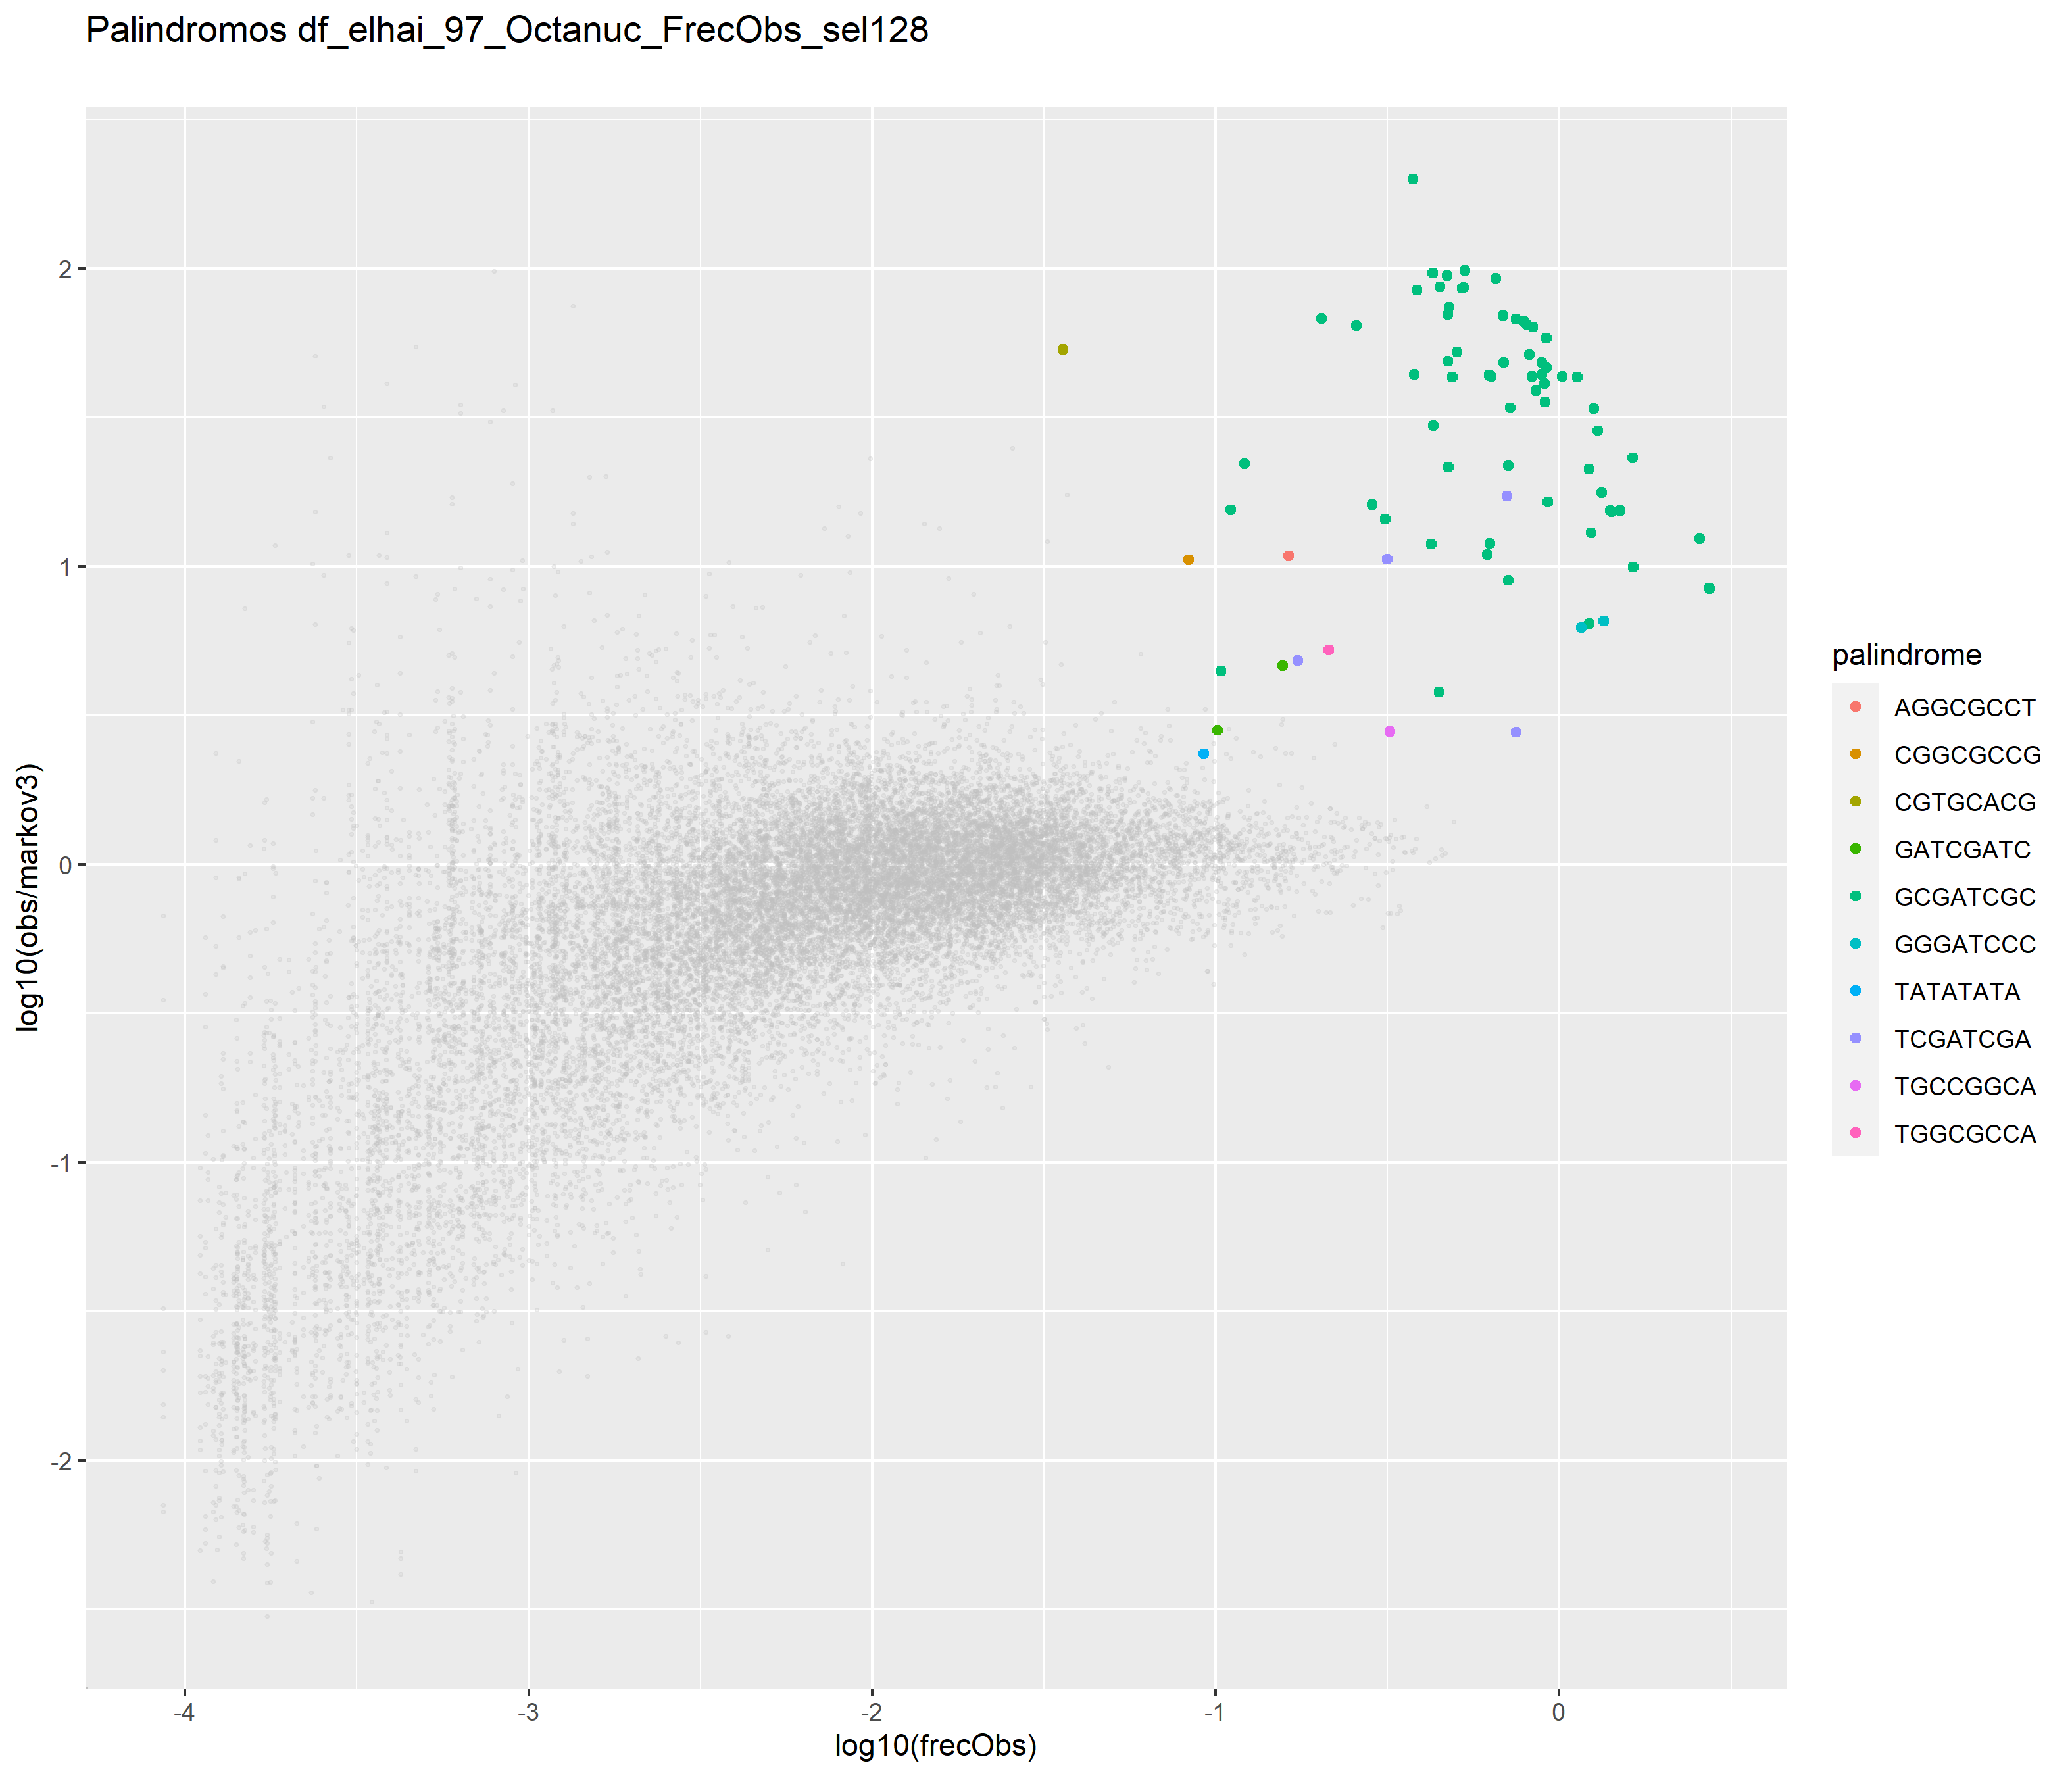 Palindromos df_elhai_97_Octanuc_FrecObs_sel128
log10(obs/markov3)
2
1
0
-1
-2
-4
-3
-2
-1
0
log10(frecObs)
palindrome
AGGCGCCT
CGGCGCCG
CGTGCACG
GATCGATC
GCGATCGC
GGGATCCC
TATATATA
TCGATCGA
TGCCGGCA
TGGCGCCA